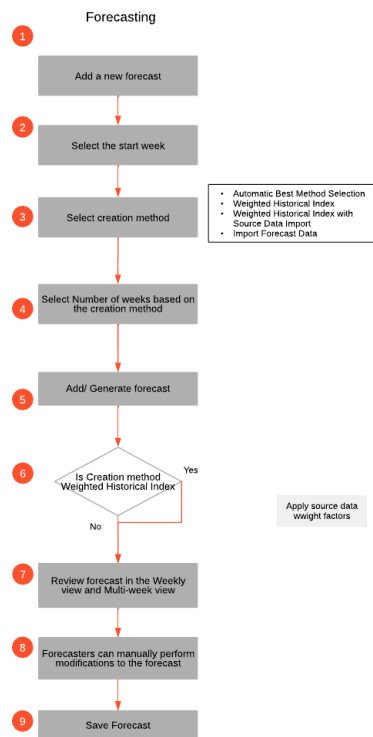 Forecasting
1
Add a new forecast
2
Select the start week
3
Select creation method
• Automatic Best Method Selection
• Weighted Historical Index
• Weighted Historical Index with
Source Data Import
• Import Forecast Data
4
Select Number of weeks based on
the creation method
5
Add/ Generate forecast
6
Is Creation method
Weighted Historical Index
Yes
No
Apply source data
wwight factors
7
Review forecast in the Weekly
view and Multi-week view
8
Forecasters can manually perform
modifications to the forecast
9
Save Forecast